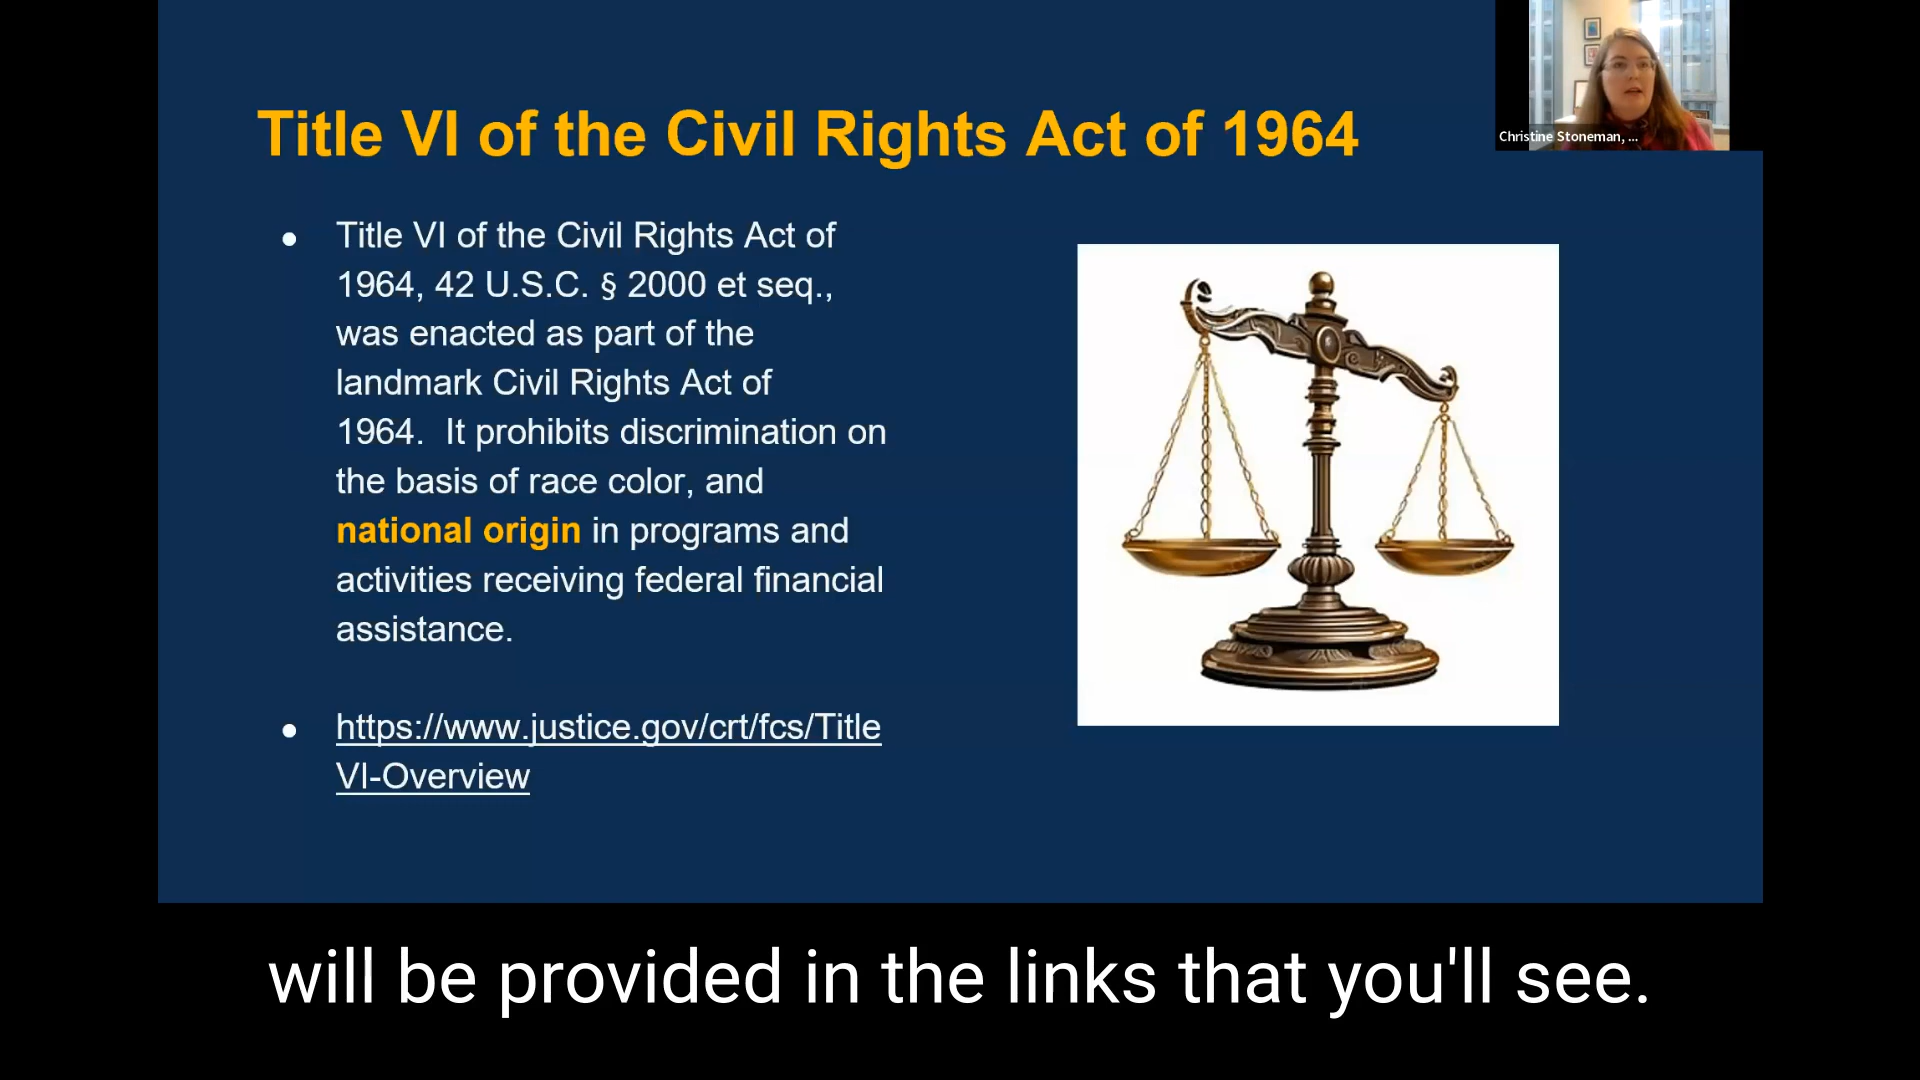 Title VI of the Civil Rights Act of 1964
Christine Stoneman, ...
● Title VI of the Civil Rights Act of
1964, 42 U.S.C. § 2000 et seq.,
was enacted as part of the
landmark Civil Rights Act of
1964.  It prohibits discrimination on
the basis of race color, and
national origin in programs and
activities receiving federal financial
assistance.
● https://www.justice.gov/crt/fcs/Title
VI-Overview
will be provided in the links that you'll see.